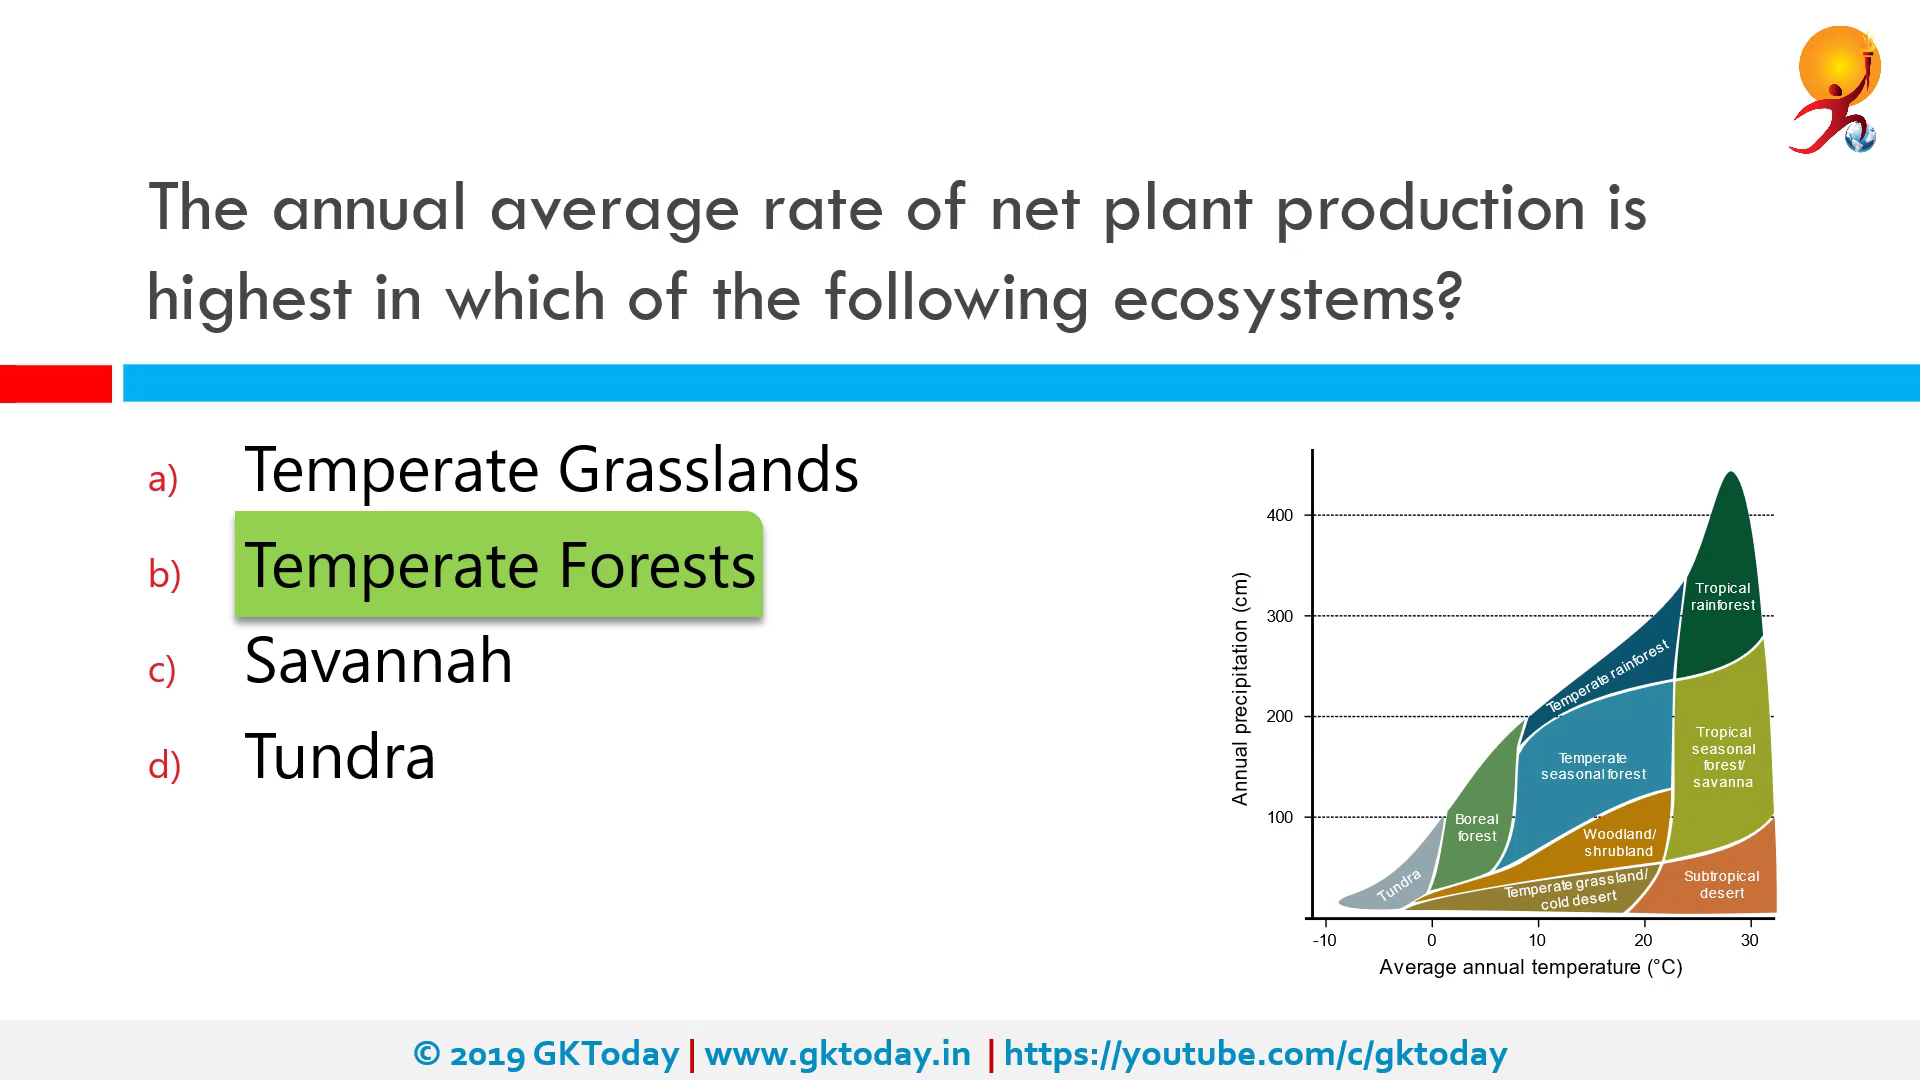 The annual average rate of net plant production is
highest in which of the following ecosystems?
a) Temperate Grasslands
b) Temperate Forests
c) Savannah
d) Tundra
Annual precipitation (cm)
400
300
200
100
Tropical
rainforest
Temperate rainforest
Tropical
seasonal
forest/
savanna
Temperate
seasonal forest
Boreal
forest
Woodland/
shrubland
Tundra
Temperate grassland/
cold desert
Subtropical
desert
-10 0 10 20 30
Average annual temperature (°C)
© 2019 GKToday | www.gktoday.in | https://youtube.com/c/gktoday